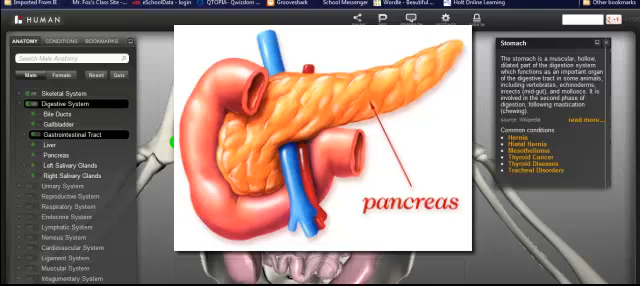 Imported From IE
Mr. Fox's Class Site -...
eSchoolData - login
QTOPIA- Qwizdom ...
Grooveshark
School Messenger
Wordle - Beautiful ...
Holt Online Learning
Other bookmarks
HUMAN
ANATOMY CONDITIONS BOOKMARKS
Search Male Anatomy
Male Female Reset Quiz
Skeletal System
Digestive System
Bile Ducts
Gallbladder
Gastrointestinal Tract
Liver
Pancreas
Left Salivary Glands
Right Salivary Glands
Urinary System
Reproductive System
Respiratory System
Endocrine System
Lymphatic System
Nervous System
Cardiovascular System
Ligament System
Muscular System
Integumentary System
pancreas
Stomach
The stomach is a muscular, hollow,
dilated part of the digestion system
which functions as an important organ
of the digestive tract in some animals,
including vertebrates, echinoderms,
insects (mid-gut), and molluscs. It is
involved in the second phase of
digestion, following mastication
(chewing).
source: Wikipedia
read more...
Common conditions
Hernia
Hiatal Hernia
Mesothelioma
Thyroid Cancer
Thyroid Diseases
Tracheal Disorders